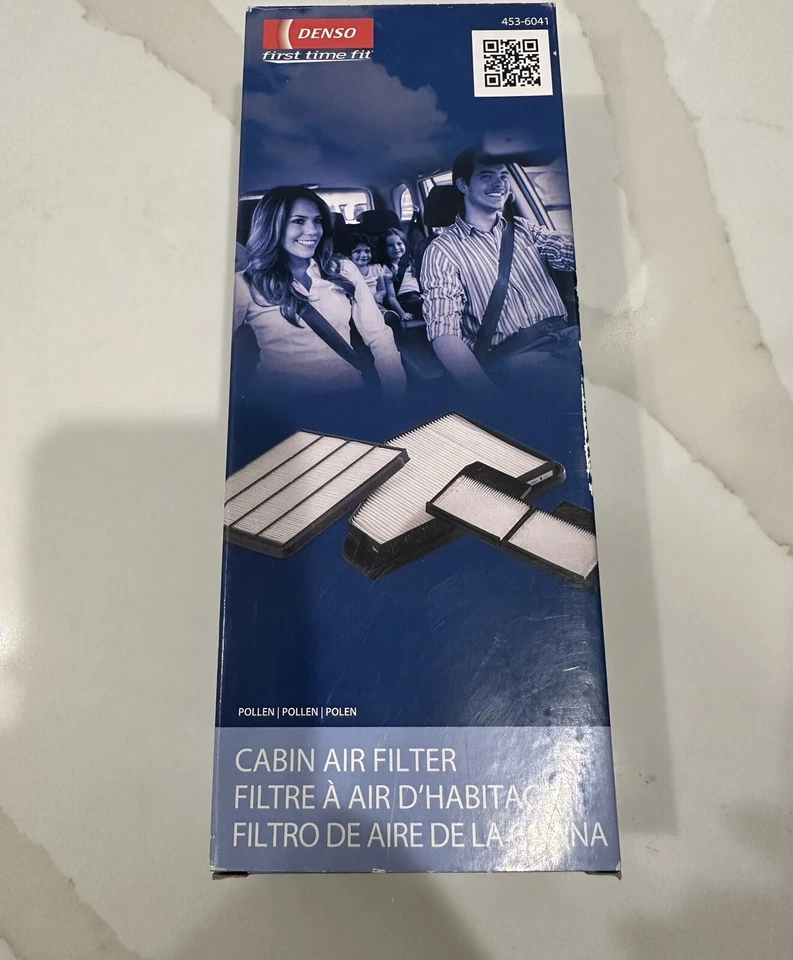 DENSO
first time fit
453-6041
POLLEN | POLLEN | POLEN
CABIN AIR FILTER
FILTRE À AIR D'HABITAC
FILTRO DE AIRE DE LA